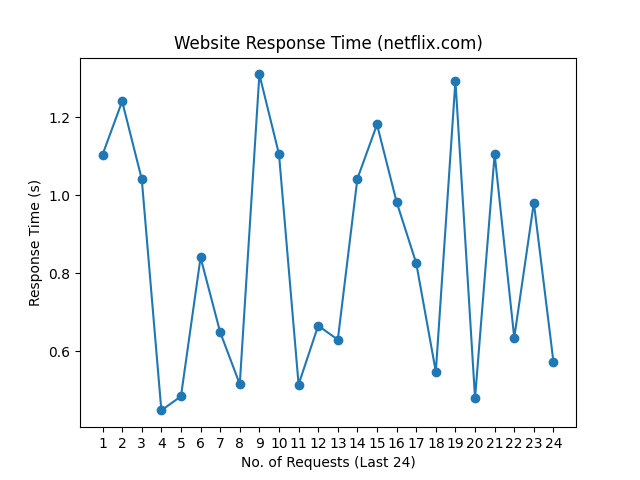 Website Response Time (netflix.com)
Response Time (s)
1.2
1.0
0.8
0.6
1 2 3 4 5 6 7 8 9 10 11 12 13 14 15 16 17 18 19 20 21 22 23 24
No. of Requests (Last 24)